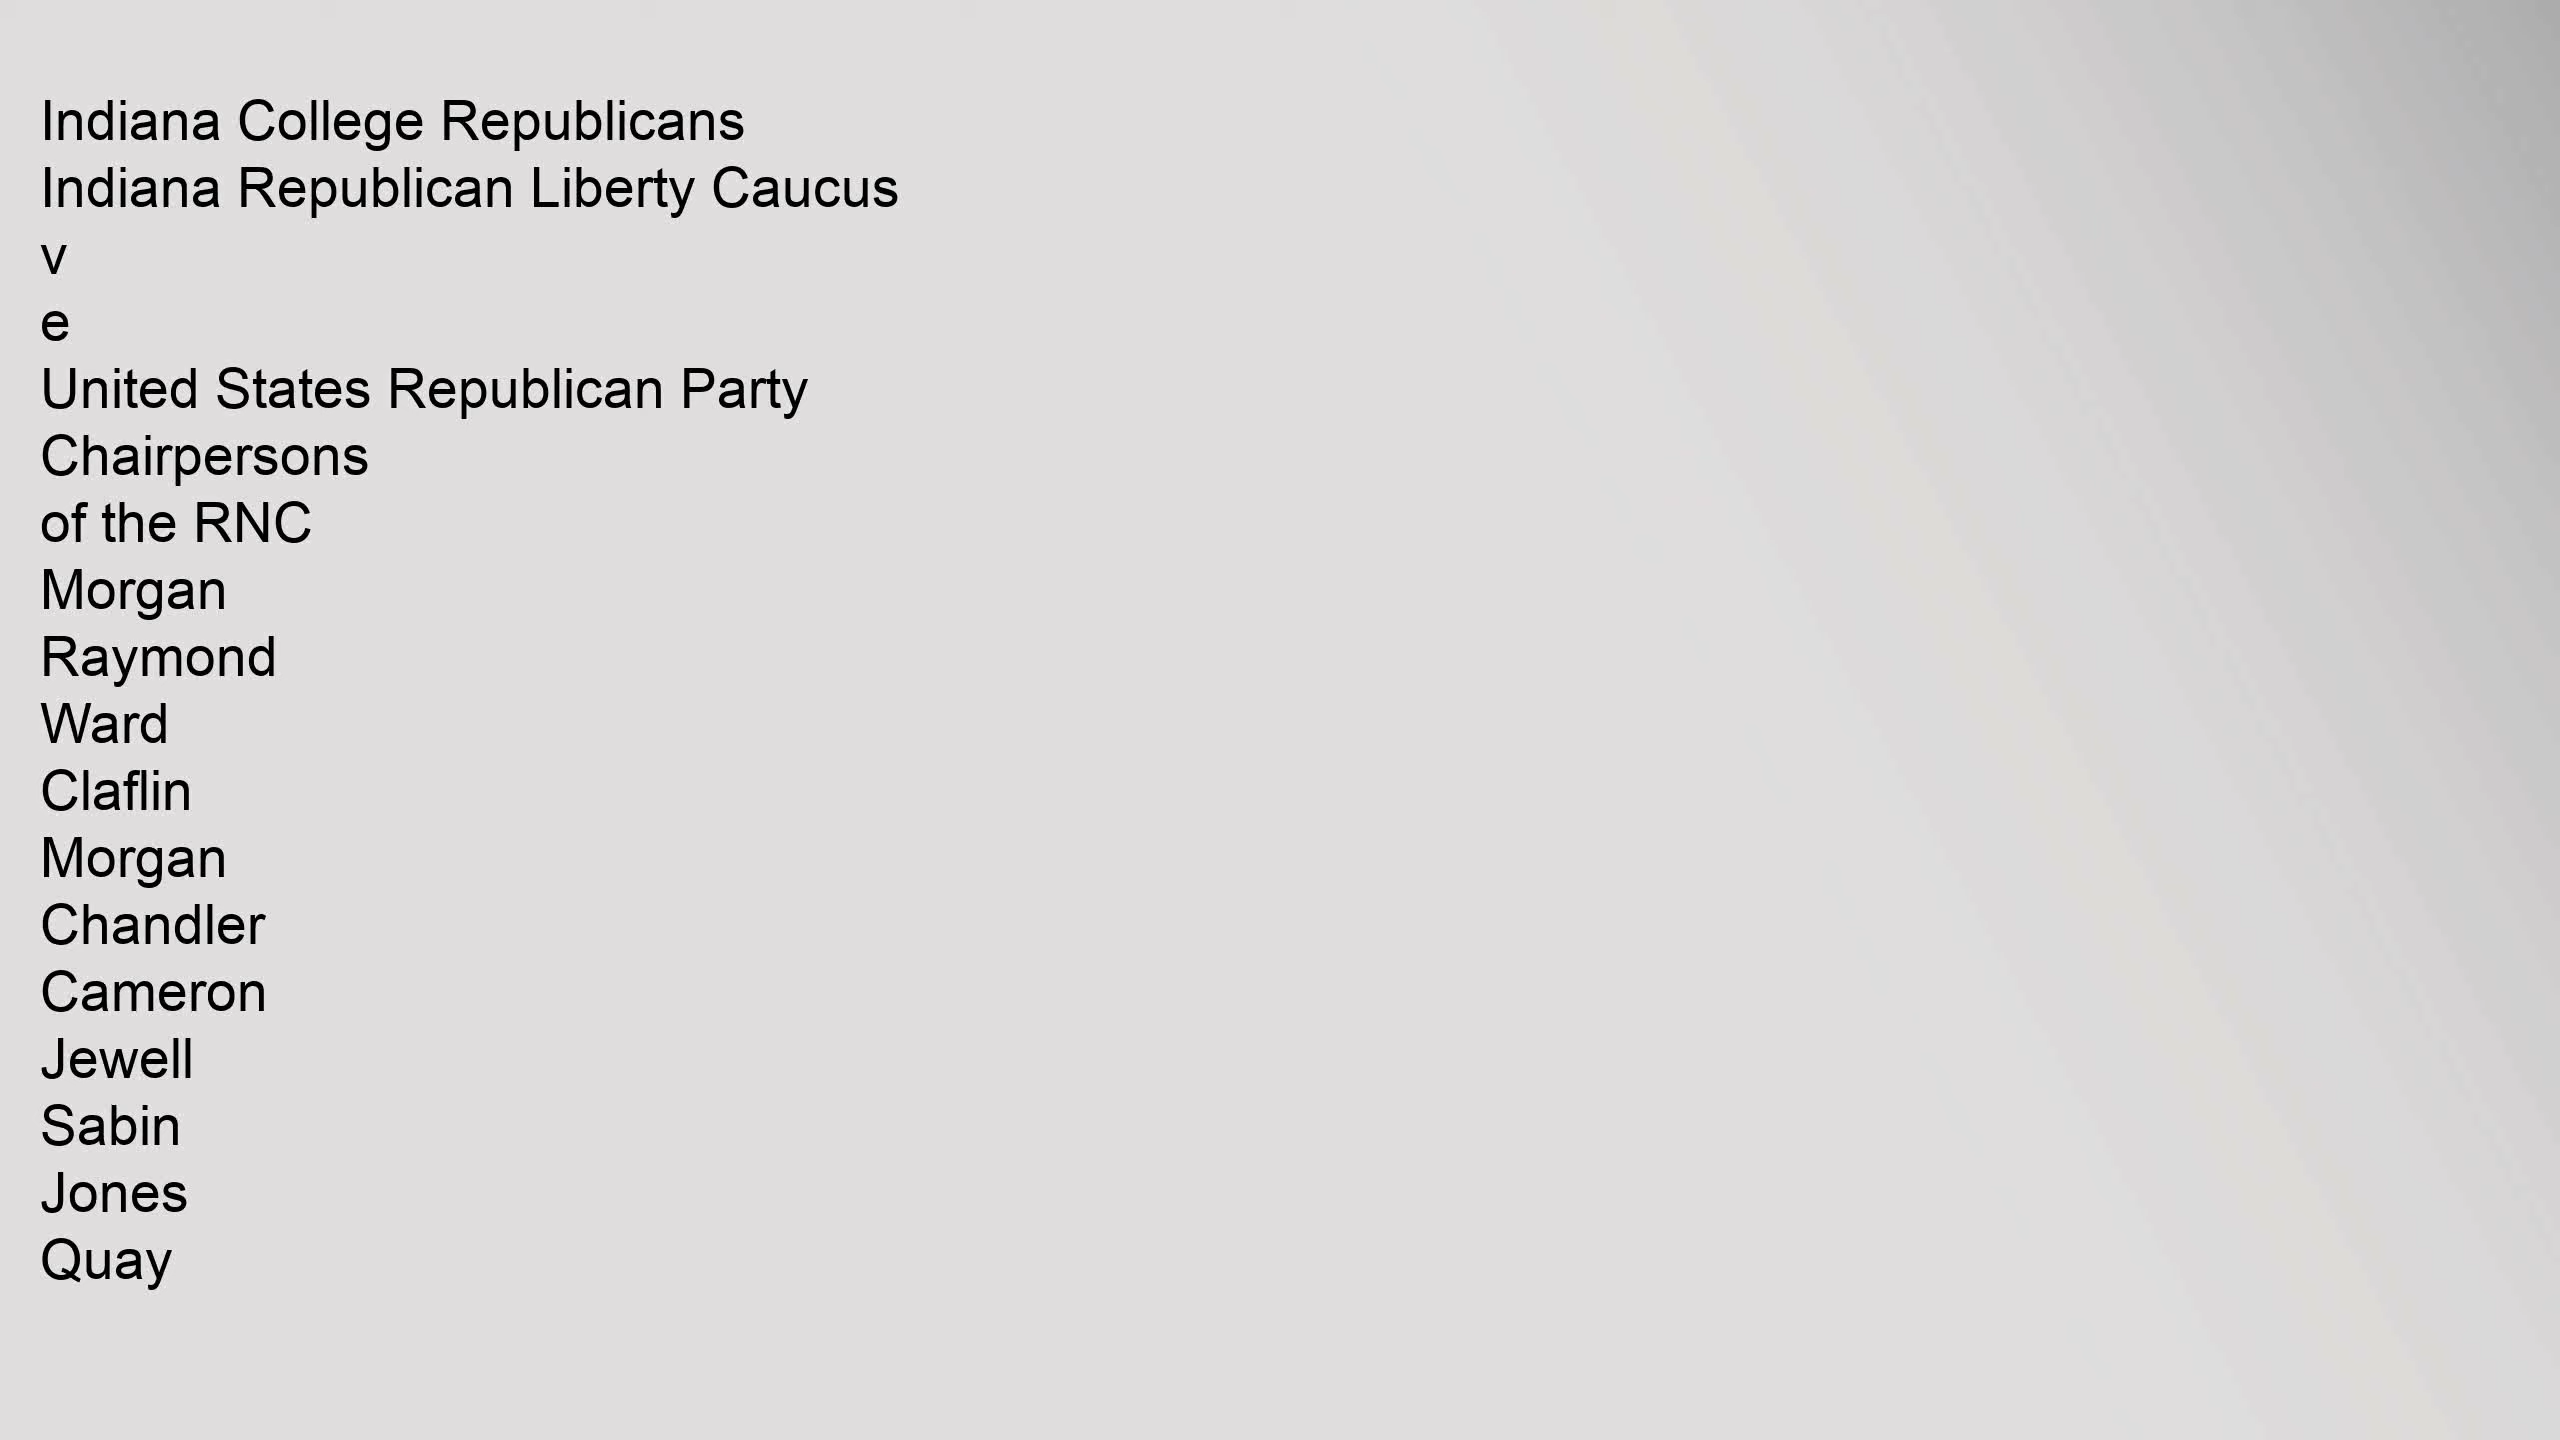 Indiana College Republicans
Indiana Republican Liberty Caucus
v
e
United States Republican Party
Chairpersons
of the RNC
Morgan
Raymond
Ward
Claflin
Morgan
Chandler
Cameron
Jewell
Sabin
Jones
Quay